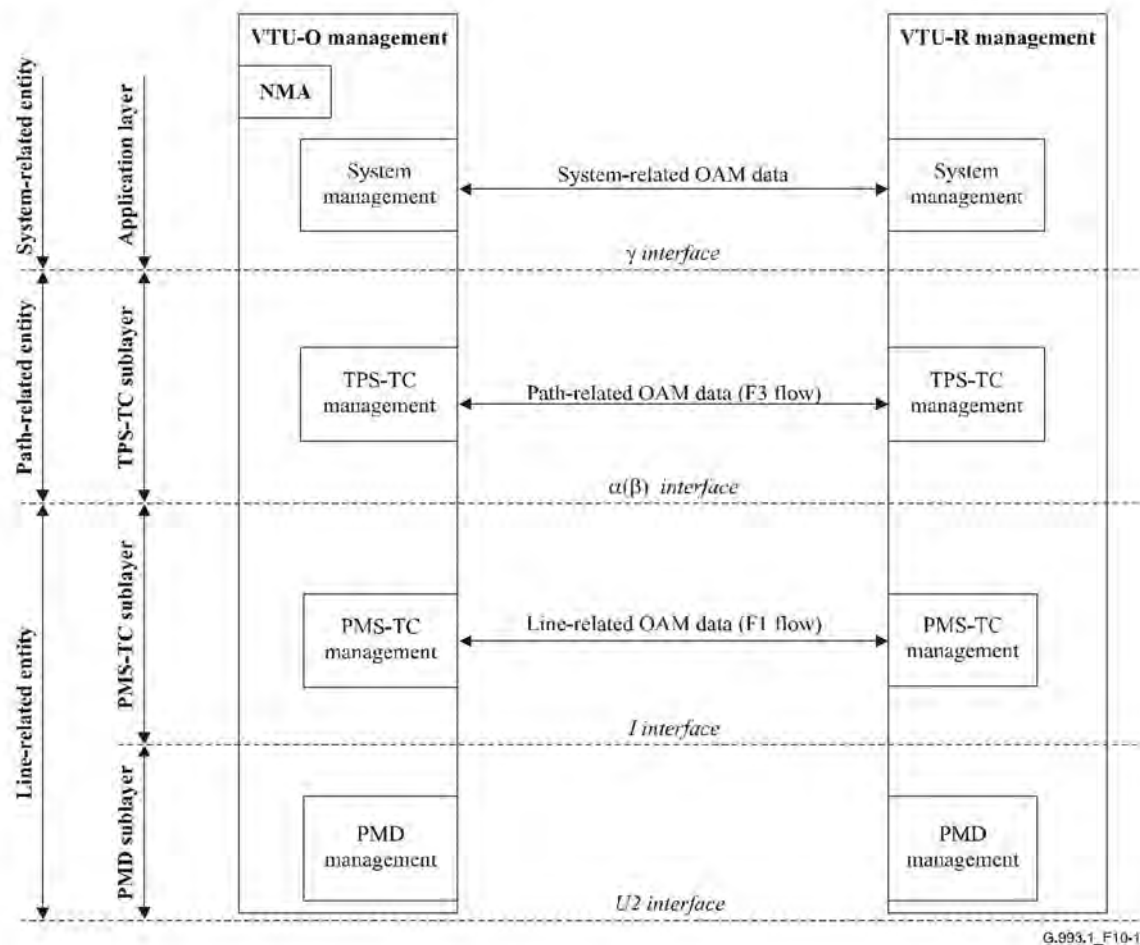 VTU-O management
VTU-R management
NMA
System-related entity
Application layer
System
management
System-related OAM data
System
management
γ interface
Path-related entity
TPS-TC sublayer
TPS-TC
management
Path-related OAM data (F3 flow)
TPS-TC
management
α(β) interface
Line-related entity
PMS-TC sublayer
PMS-TC
management
Line-related OAM data (F1 flow)
PMS-TC
management
I interface
PMD sublayer
PMD
management
PMD
management
U2 interface
G.993.1_F10-1